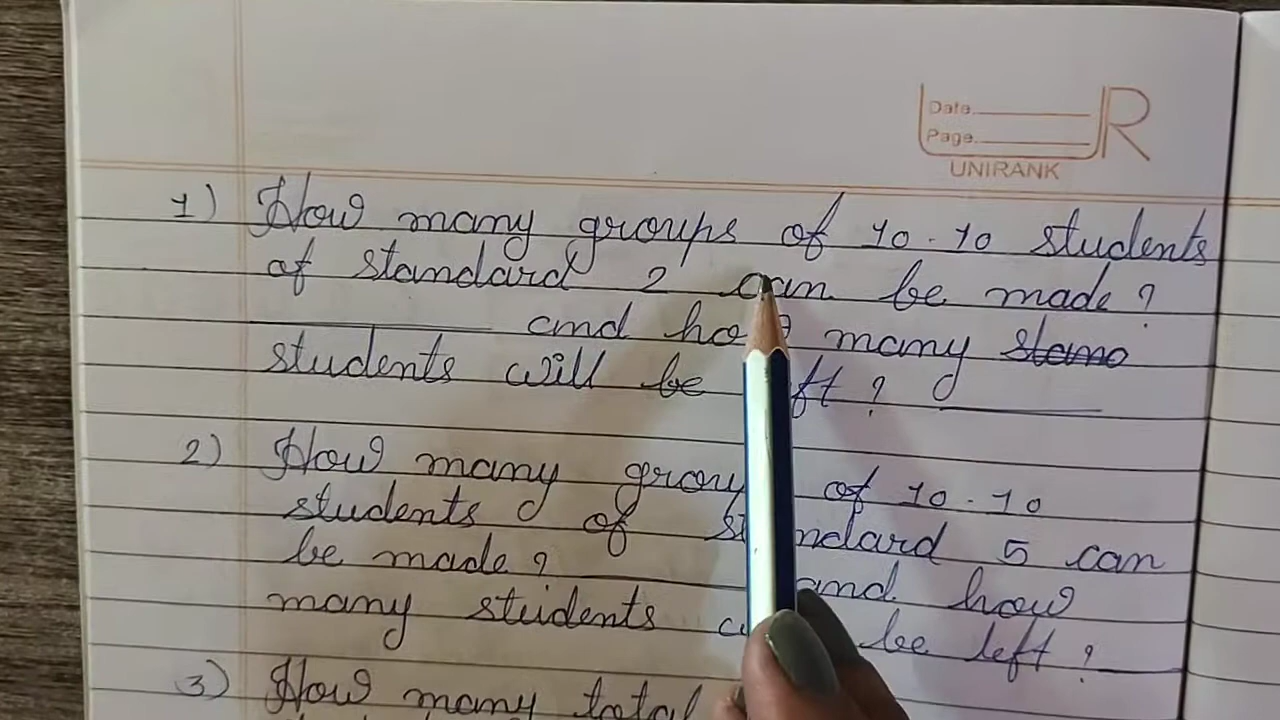 Date
Page
R
UNIRANK
1) How many groups of 10-10 students
of standard 2 can be made?
and how many
students will be left?
2) How many group of 10-10
students of standard 5 can
be made? and how
many students be left?
3) How many total